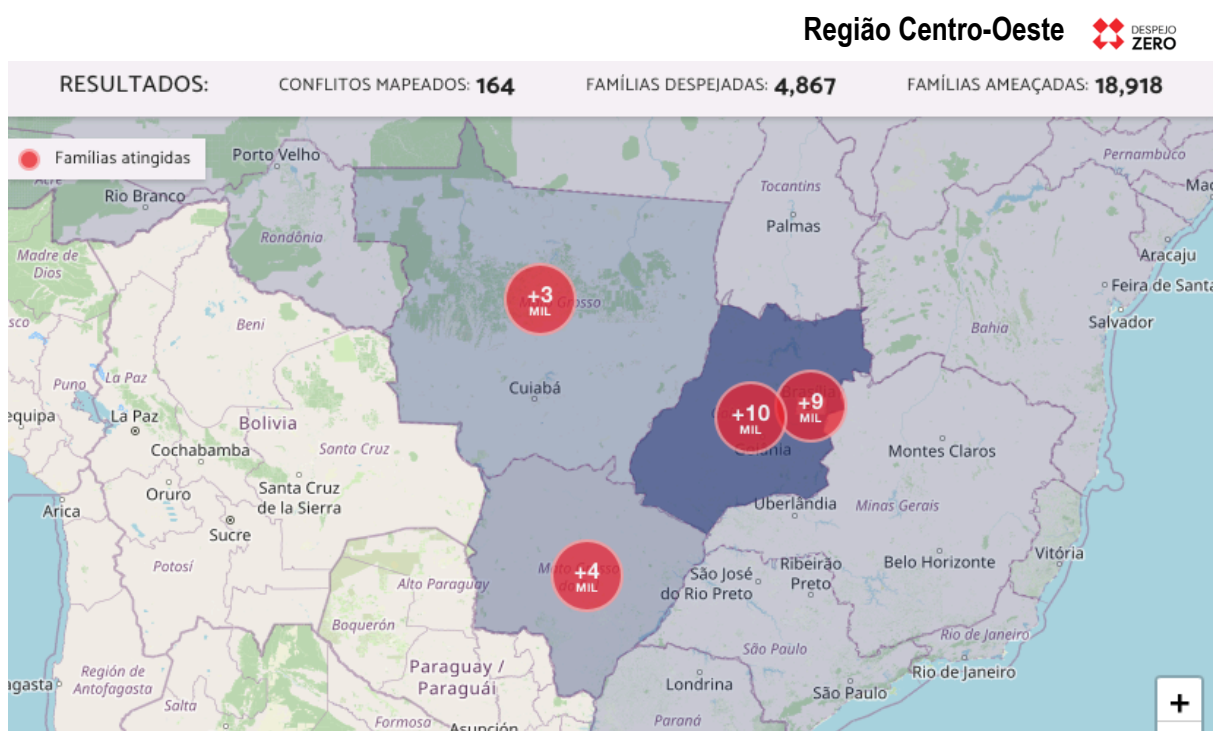 Região Centro-Oeste
DESPEJO
ZERO
RESULTADOS:
CONFLITOS MAPEADOS: 164
FAMÍLIAS DESPEJADAS: 4,867
FAMÍLIAS AMEAÇADAS: 18,918
Famílias atingidas
Porto Velho
Pernambuco
Acre
Rio Branco
Tocantins
Palmas
Rondônia
Madre de
Dios
Aracaju
Feira de Santa
+3
MIL
Salvador
Beni
Bahia
La Paz
Puno
Cuiabá
equipa
La Paz
Bolivia
+10
MIL
+9
MIL
Goiânia
Cochabamba
Santa Cruz
Montes Claros
Oruro
Santa Cruz
de la Sierra
Arica
Uberlândia
Minas Gerais
Sucre
Potosí
Alto Paraguay
+4
MIL
São José
do Rio Preto
Ribeirão
Preto
Belo Horizonte
Vitória
Boquerón
São Paulo
Rio de Janeiro
Paraguay /
Paraguái
Región de
Antofagasta
agasta
Londrina
São Paulo
Rio de Janeiro
Salta
Formosa
Asunción
Paraná
+